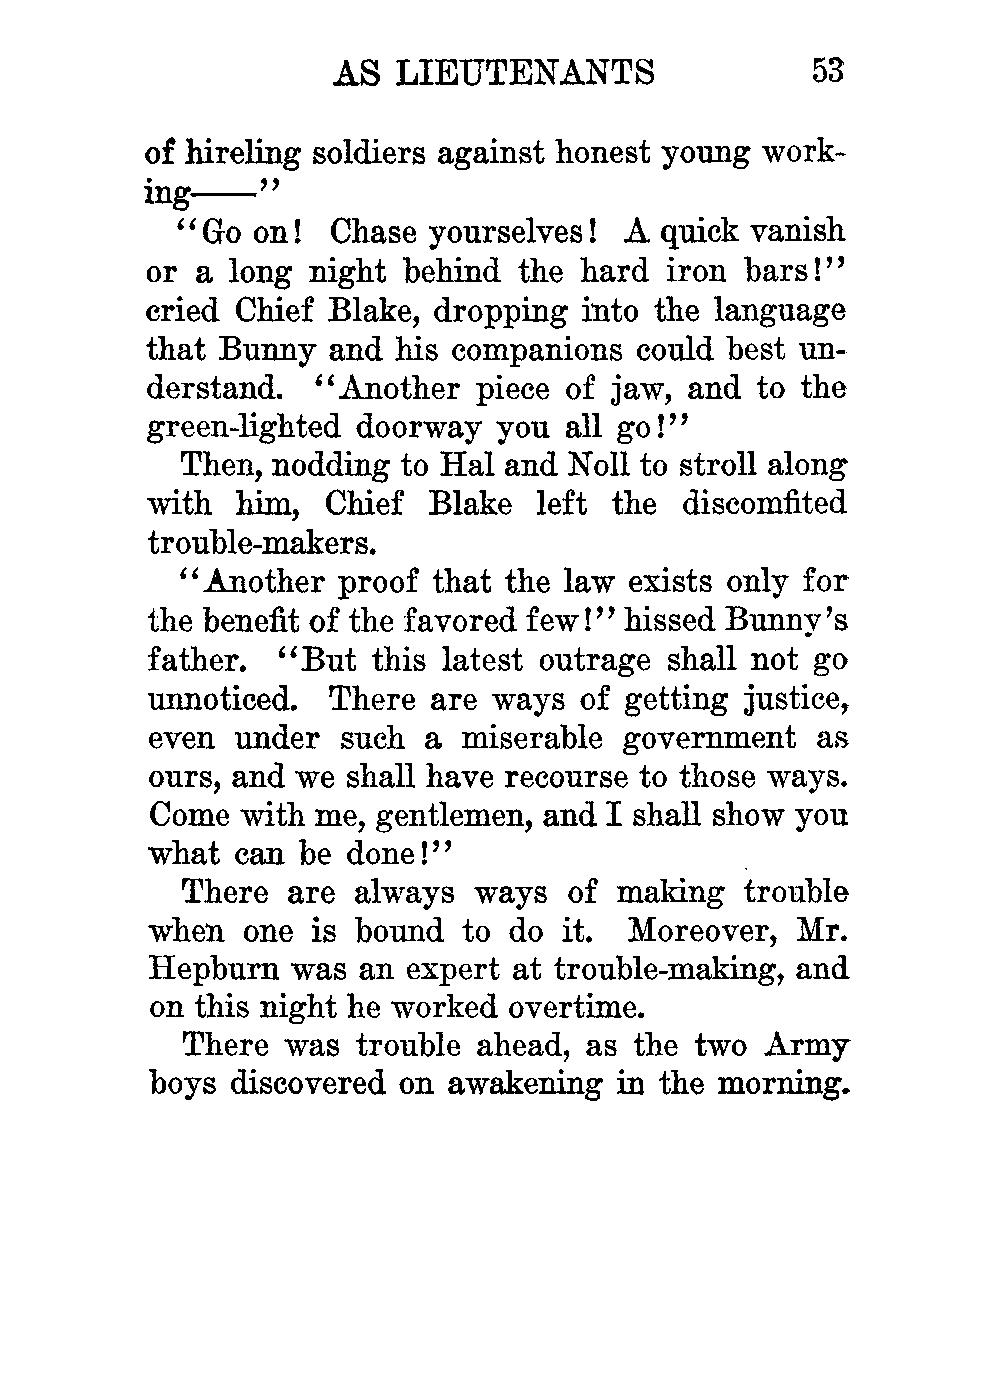 AS LIEUTENANTS 53
of hireling soldiers against honest young work-
ing——”
“Go on! Chase yourselves! A quick vanish
or a long night behind the hard iron bars!”
cried Chief Blake, dropping into the language
that Bunny and his companions could best un-
derstand. “Another piece of jaw, and to the
green-lighted doorway you all go!”
Then, nodding to Hal and Noll to stroll along
with him, Chief Blake left the discomfited
trouble-makers.
“Another proof that the law exists only for
the benefit of the favored few!” hissed Bunny’s
father. “But this latest outrage shall not go
unnoticed. There are ways of getting justice,
even under such a miserable government as
ours, and we shall have recourse to those ways.
Come with me, gentlemen, and I shall show you
what can be done!”
There are always ways of making trouble
when one is bound to do it. Moreover, Mr.
Hepburn was an expert at trouble-making, and
on this night he worked overtime.
There was trouble ahead, as the two Army
boys discovered on awakening in the morning.